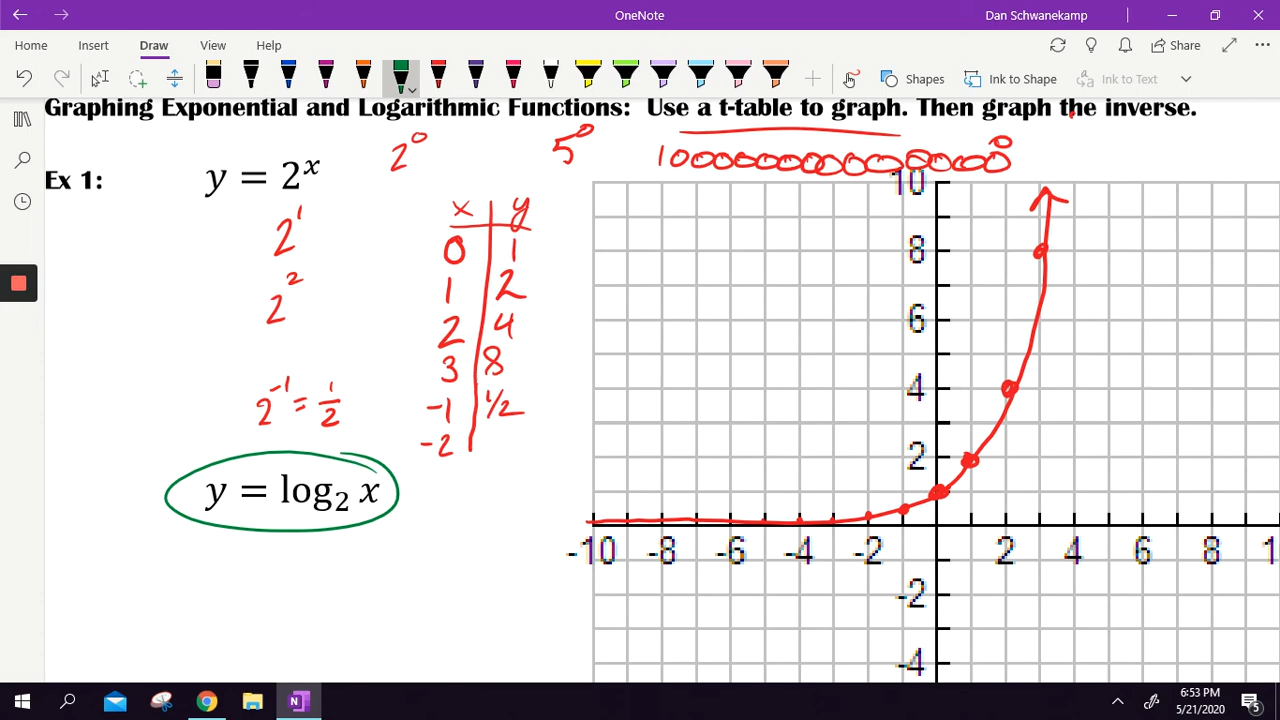 OneNote
Dan Schwanekamp
Home Insert Draw View Help
Share
Shapes Ink to Shape Ink to Text
Graphing Exponential and Logarithmic Functions: Use a t-table to graph. Then graph the inverse.
2⁰ 5⁰
Ex 1: y = 2ˣ
x y
2¹
0 1
1 2
2²
2 4
3 8
2⁻¹ = 1/2
-1 1/2
-2
y = log₂ x
10
8
6
4
2
-10 -8 -6 -4 -2 2 4 6 8 1
-2
-4
6:53 PM
5/21/2020
5